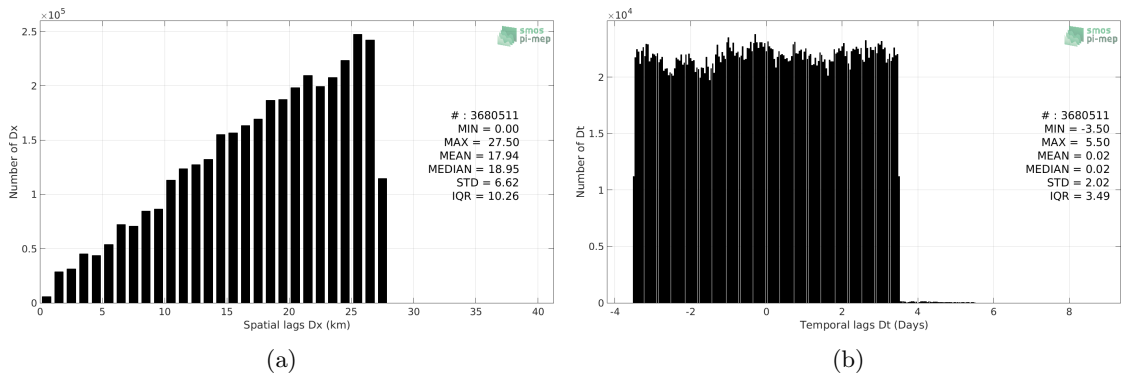 ×10⁵
2.5
2
1.5
1
0.5
0
Number of Dx
0 5 10 15 20 25 30 35 40
Spatial lags Dx (km)
smos
pi-mep
# : 3680511
MIN = 0.00
MAX = 27.50
MEAN = 17.94
MEDIAN = 18.95
STD = 6.62
IQR = 10.26
(a)
×10⁴
2
1.5
1
0.5
0
Number of Dt
-4 -2 0 2 4 6 8
Temporal lags Dt (Days)
smos
pi-mep
# : 3680511
MIN = -3.50
MAX = 5.50
MEAN = 0.02
MEDIAN = 0.02
STD = 2.02
IQR = 3.49
(b)